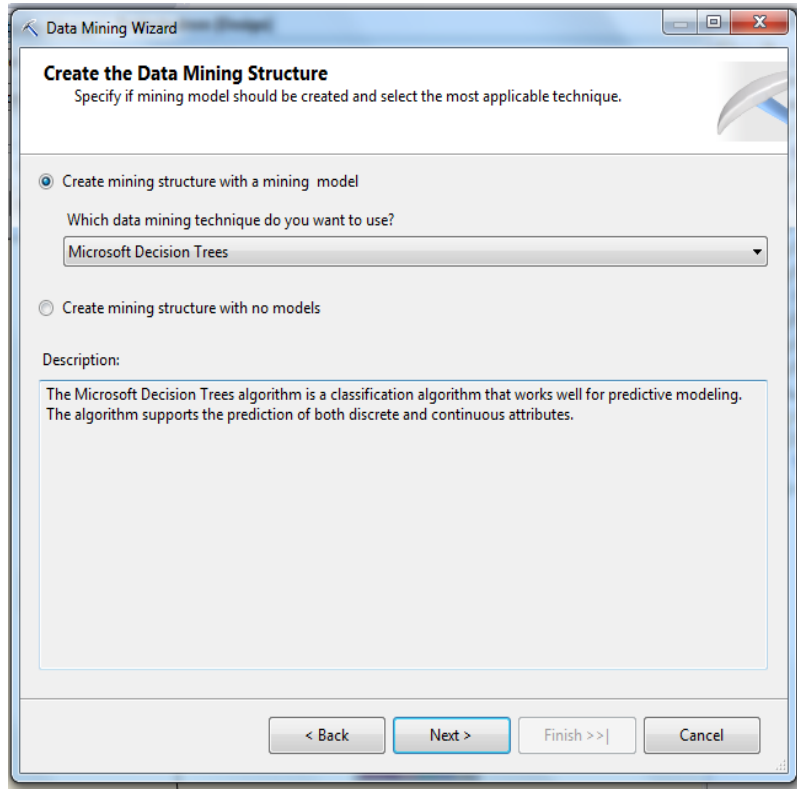 Data Mining Wizard
Create the Data Mining Structure
Specify if mining model should be created and select the most applicable technique.
Create mining structure with a mining model
Which data mining technique do you want to use?
Microsoft Decision Trees
Create mining structure with no models
Description:
The Microsoft Decision Trees algorithm is a classification algorithm that works well for predictive modeling.
The algorithm supports the prediction of both discrete and continuous attributes.
< Back Next > Finish >>| Cancel